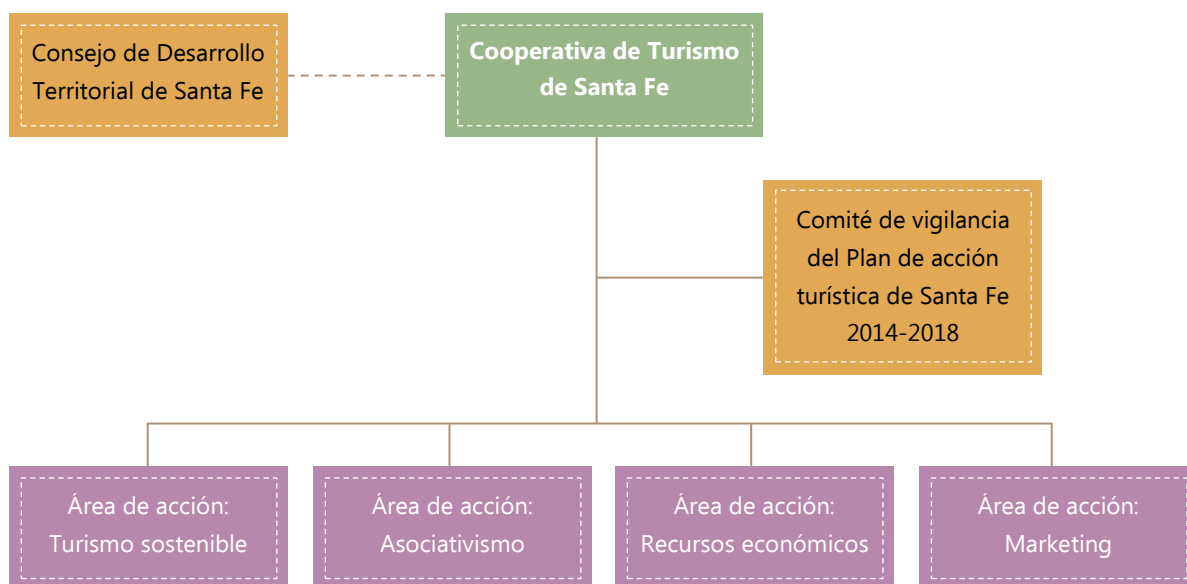 Consejo de Desarrollo
Territorial de Santa Fe
Cooperativa de Turismo
de Santa Fe
Comité de vigilancia
del Plan de acción
turística de Santa Fe
2014-2018
Área de acción:
Turismo sostenible
Área de acción:
Asociativismo
Área de acción:
Recursos económicos
Área de acción:
Marketing